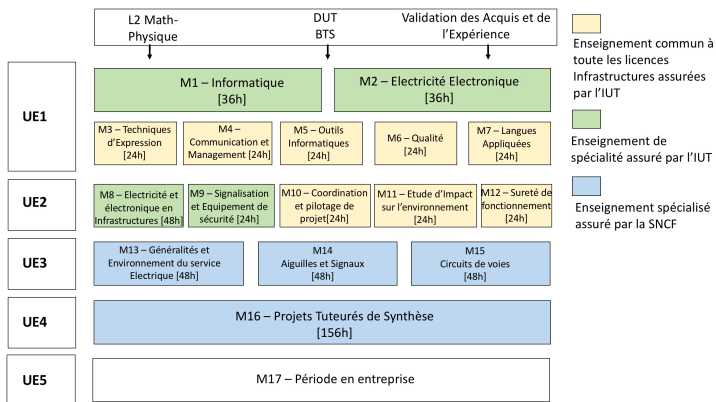 L2 Math-
Physique
DUT
BTS
Validation des Acquis et de
l'Expérience
Enseignement commun à
toute les licences
Infrastructures assurées
par l'IUT
Enseignement de
spécialité assuré par l'IUT
Enseignement spécialisé
assuré par la SNCF
UE1
M1 – Informatique
[36h]
M2 – Electricité Electronique
[36h]
M3 – Techniques
d'Expression
[24h]
M4 –
Communication et
Management [24h]
M5 – Outils
Informatiques
[24h]
M6 – Qualité
[24h]
M7 – Langues
Appliquées
[24h]
UE2
M8 – Electricité et
électronique en
Infrastructures [48h]
M9 – Signalisation
et Equipement de
sécurité [24h]
M10 – Coordination
et pilotage de
projet[24h]
M11 – Etude d'Impact
sur l'environnement
[24h]
M12 – Sureté de
fonctionnement
[24h]
UE3
M13 – Généralités et
Environnement du service
Electrique [48h]
M14
Aiguilles et Signaux
[48h]
M15
Circuits de voies
[48h]
UE4
M16 – Projets Tuteurés de Synthèse
[156h]
UE5
M17 – Période en entreprise